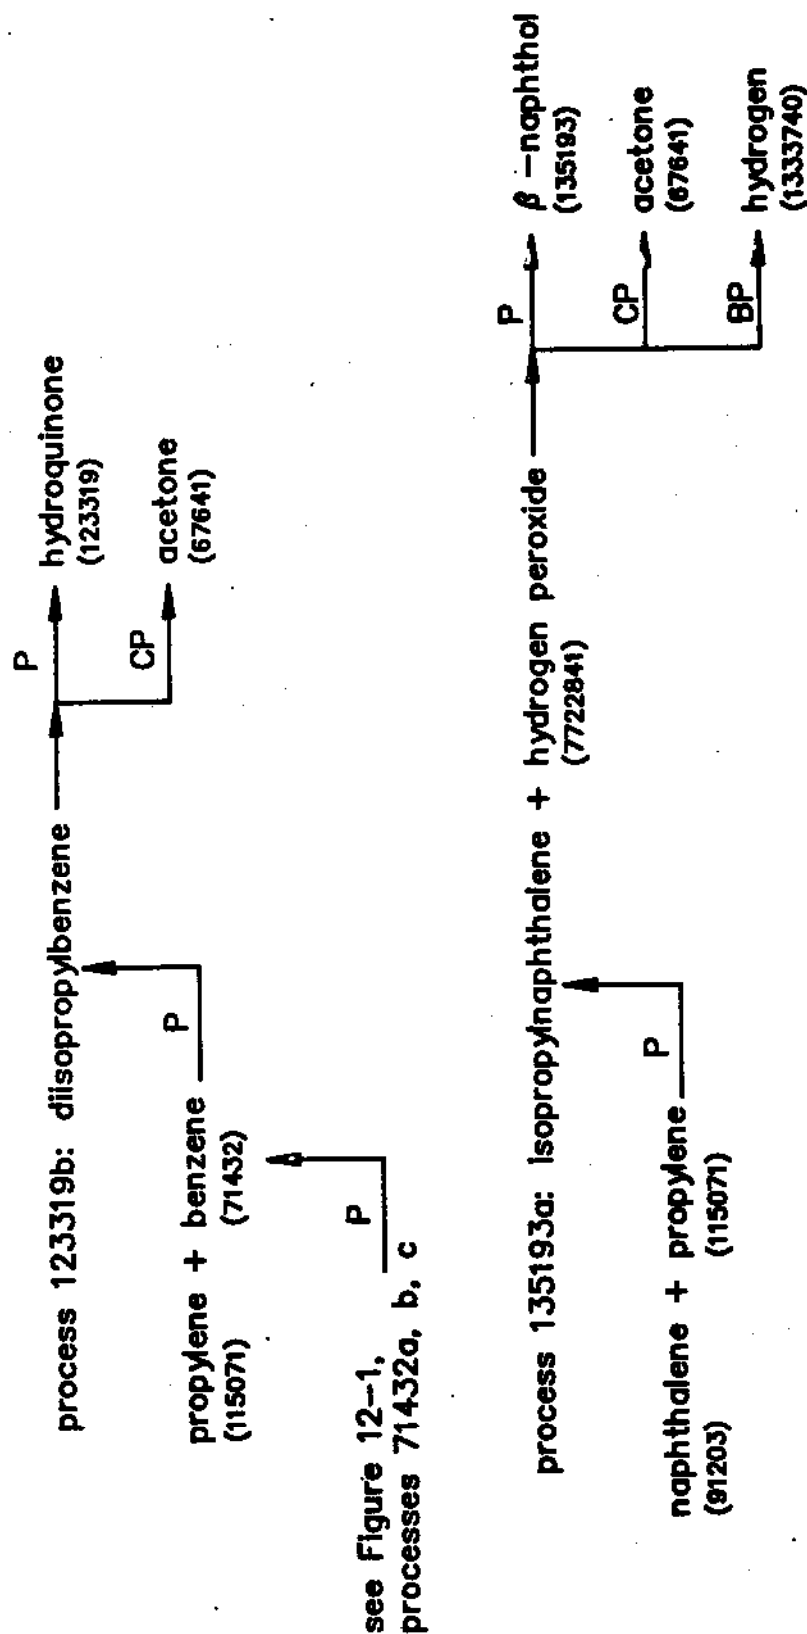 process 123319b: diisopropylbenzene
P
hydroquinone
(123319)
CP
acetone
(67641)
P
propylene + benzene
(115071)
(71432)
P
see Figure 12-1,
processes 71432a, b, c
process 135193a: isopropylnaphthalene + hydrogen peroxide
(7722841)
P
β -naphthol
(135193)
CP
acetone
(67641)
BP
hydrogen
(1333740)
P
naphthalene + propylene
(91203)
(115071)